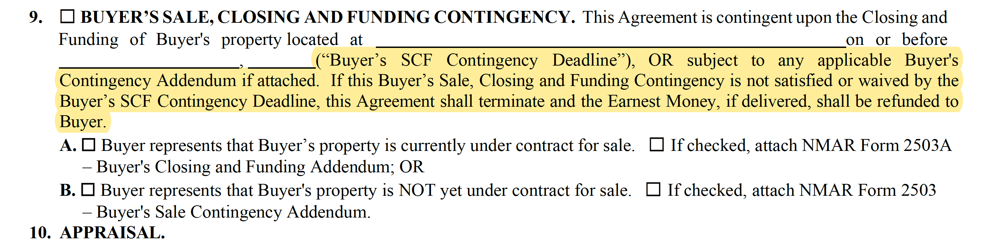 9. ☐ BUYER’S SALE, CLOSING AND FUNDING CONTINGENCY. This Agreement is contingent upon the Closing and
Funding of Buyer's property located at ______________________________ on or before
____________________, ________ (“Buyer’s SCF Contingency Deadline”), OR subject to any applicable Buyer's
Contingency Addendum if attached. If this Buyer’s Sale, Closing and Funding Contingency is not satisfied or waived by the
Buyer’s SCF Contingency Deadline, this Agreement shall terminate and the Earnest Money, if delivered, shall be refunded to
Buyer.
A. ☐ Buyer represents that Buyer’s property is currently under contract for sale. ☐ If checked, attach NMAR Form 2503A
– Buyer's Closing and Funding Addendum; OR
B. ☐ Buyer represents that Buyer's property is NOT yet under contract for sale. ☐ If checked, attach NMAR Form 2503
– Buyer's Sale Contingency Addendum.
10. APPRAISAL.